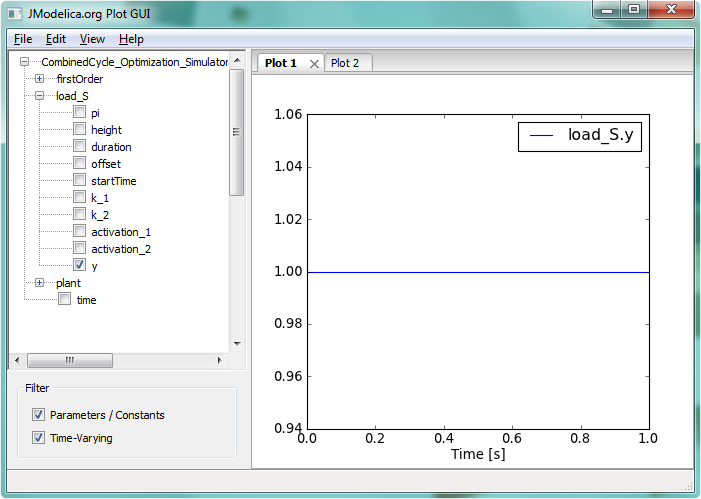 JModelica.org Plot GUI
File Edit View Help
CombinedCycle_Optimization_Simulator
firstOrder
load_S
pi
height
duration
offset
startTime
k_1
k_2
activation_1
activation_2
y
plant
time
Filter
Parameters / Constants
Time-Varying
Plot 1 Plot 2
load_S.y
1.06
1.04
1.02
1.00
0.98
0.96
0.94
0.0 0.2 0.4 0.6 0.8 1.0
Time [s]